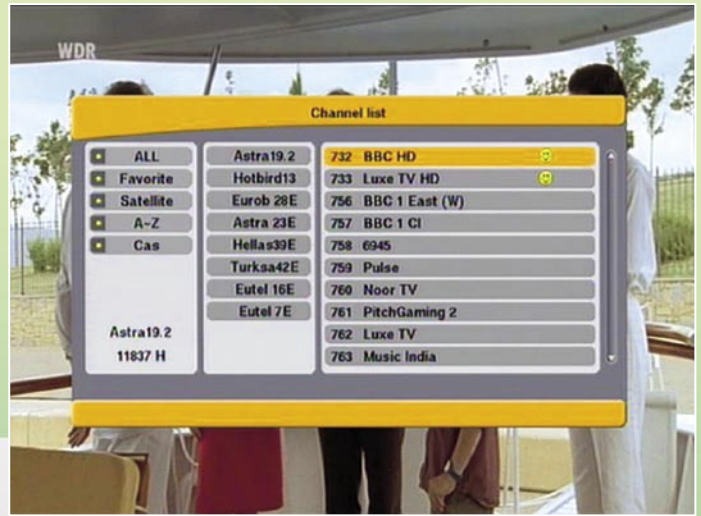 WDR
Channel list
ALL
Favorite
Satellite
A-Z
Cas
Astra19.2
11837 H
Astra19.2
Hotbird13
Eurob 28E
Astra 23E
Hellas39E
Turksa42E
Eutel 16E
Eutel 7E
732 BBC HD
733 Luxe TV HD
756 BBC 1 East (W)
757 BBC 1 CI
758 6945
759 Pulse
760 Noor TV
761 PitchGaming 2
762 Luxe TV
763 Music India